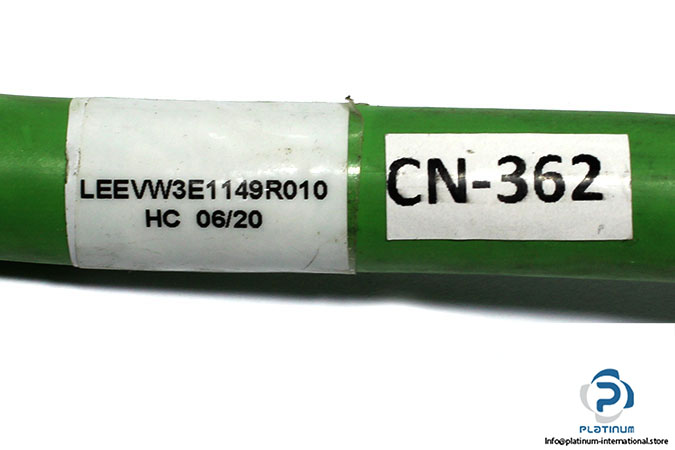 LEEVW3E1149R010
HC 06/20
CN-362
PLATINUM
Info@platinum-international.store